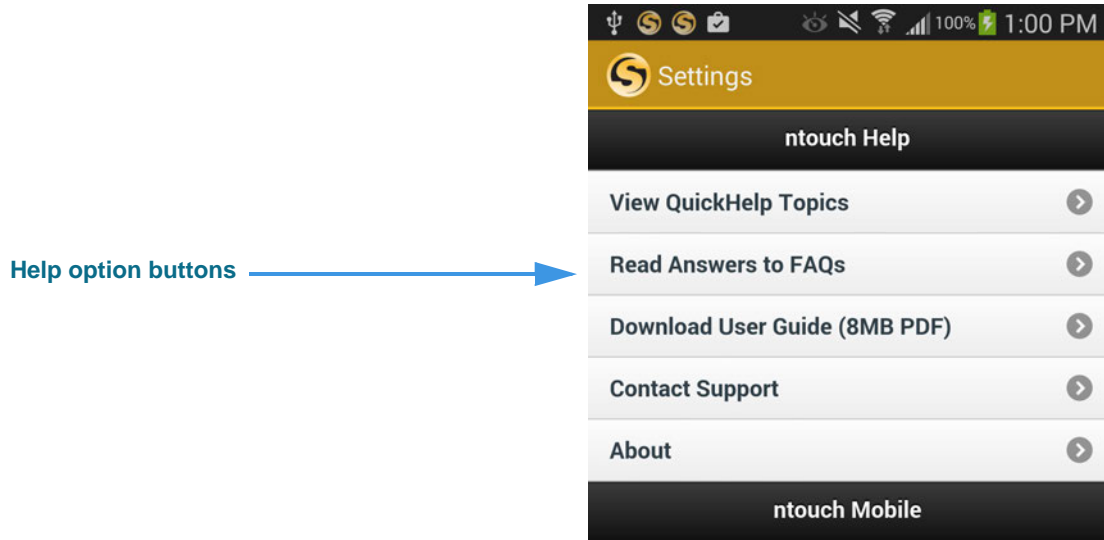 100% 1:00 PM
Settings
ntouch Help
View QuickHelp Topics
Help option buttons
Read Answers to FAQs
Download User Guide (8MB PDF)
Contact Support
About
ntouch Mobile